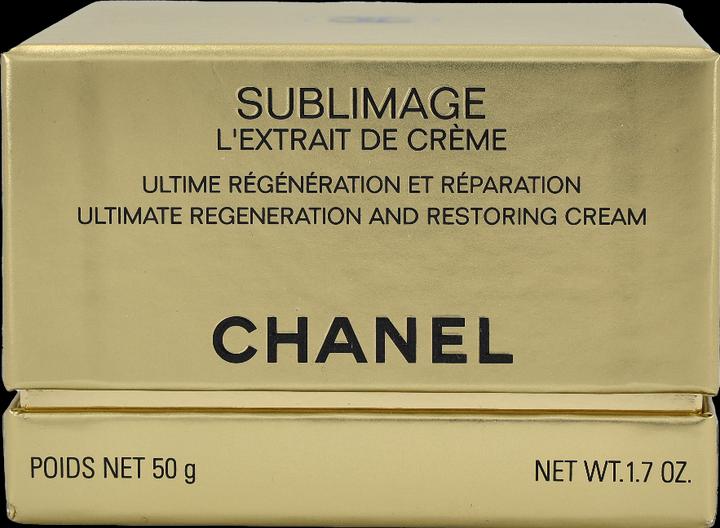 SUBLIMAGE
L'EXTRAIT DE CRÈME
ULTIME RÉGÉNÉRATION ET RÉPARATION
ULTIMATE REGENERATION AND RESTORING CREAM
CHANEL
POIDS NET 50 g NET WT.1.7 OZ.